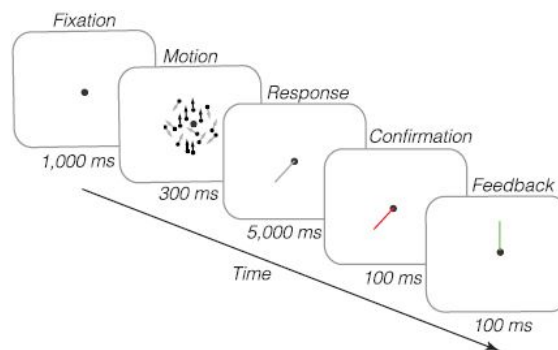 Fixation
1,000 ms
Motion
300 ms
Response
5,000 ms
Confirmation
100 ms
Feedback
100 ms
Time